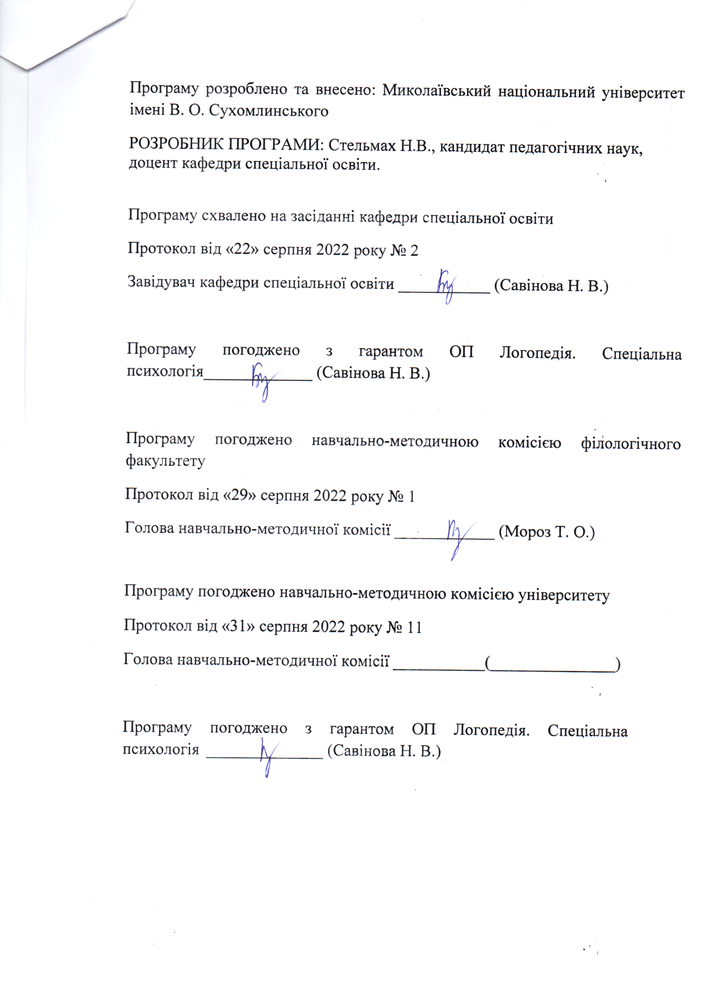 Програму розроблено та внесено: Миколаївський національний університет
імені В. О. Сухомлинського
РОЗРОБНИК ПРОГРАМИ: Стельмах Н.В., кандидат педагогічних наук,
доцент кафедри спеціальної освіти.
Програму схвалено на засіданні кафедри спеціальної освіти
Протокол від «22» серпня 2022 року № 2
Завідувач кафедри спеціальної освіти ___________ (Савінова Н. В.)
Програму погоджено з гарантом ОП Логопедія. Спеціальна
психологія_____________ (Савінова Н. В.)
Програму погоджено навчально-методичною комісією філологічного
факультету
Протокол від «29» серпня 2022 року № 1
Голова навчально-методичної комісії ____________ (Мороз Т. О.)
Програму погоджено навчально-методичною комісією університету
Протокол від «31» серпня 2022 року № 11
Голова навчально-методичної комісії ___________(_______________)
Програму погоджено з гарантом ОП Логопедія. Спеціальна
психологія ______________ (Савінова Н. В.)